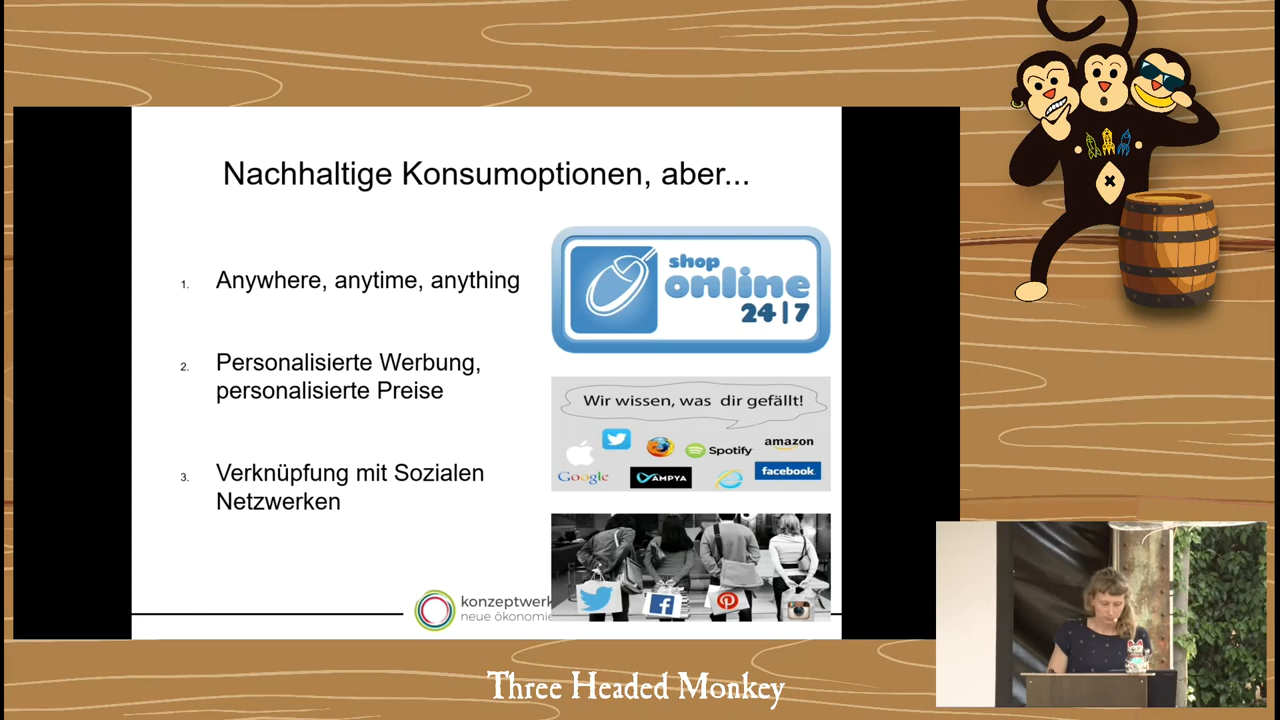 Nachhaltige Konsumoptionen, aber...
1. Anywhere, anytime, anything
2. Personalisierte Werbung,
personalisierte Preise
3. Verknüpfung mit Sozialen
Netzwerken
shop
online
24|7
Wir wissen, was dir gefällt!
Spotify
amazon
Google
AMPYA
facebook
konzeptwerk
neue ökonomie
Three Headed Monkey